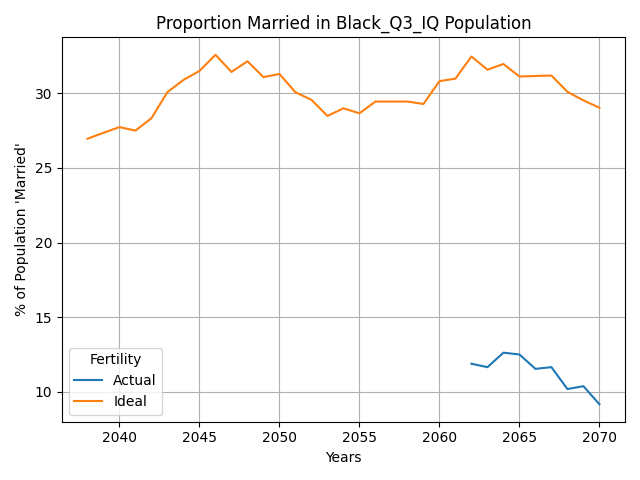 Proportion Married in Black_Q3_IQ Population
% of Population 'Married'
30
25
20
15
10
Fertility
Actual
Ideal
2040 2045 2050 2055 2060 2065 2070
Years